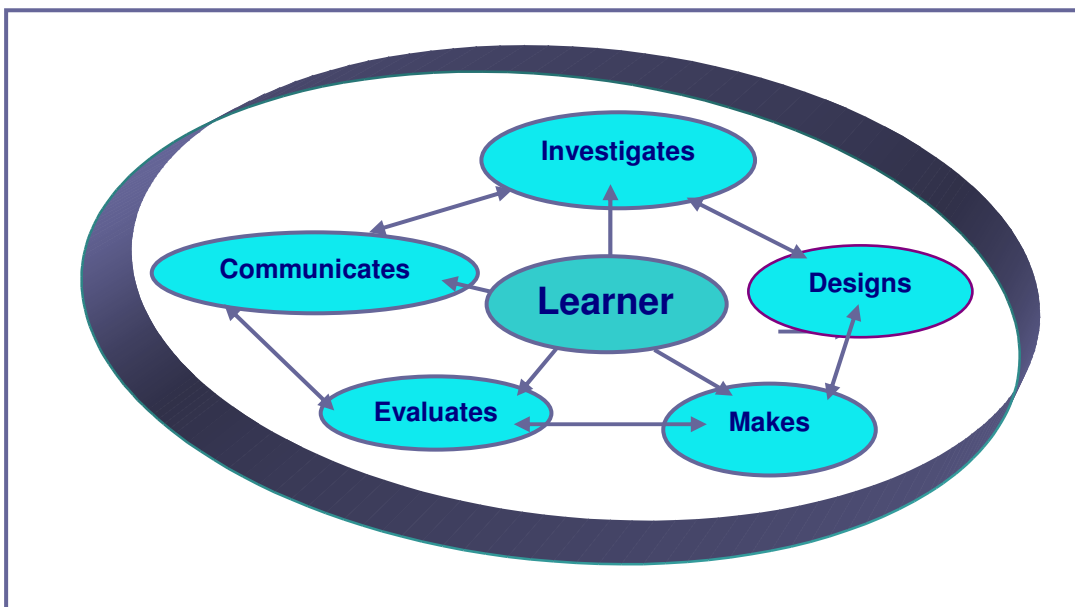 Investigates
Communicates
Designs
Learner
Evaluates
Makes